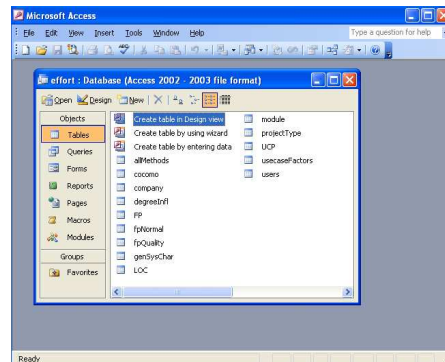 Microsoft Access
File Edit View Insert Tools Window Help
Type a question for help
effort : Database (Access 2002 - 2003 file format)
Open Design New
Objects
Tables
Queries
Forms
Reports
Pages
Macros
Modules
Groups
Favorites
Create table in Design view
Create table by using wizard
Create table by entering data
allMethods
cocomo
company
degreeInfl
FP
fpNormal
fpQuality
genSysChar
LOC
module
projectType
UCP
usecaseFactors
users
Ready